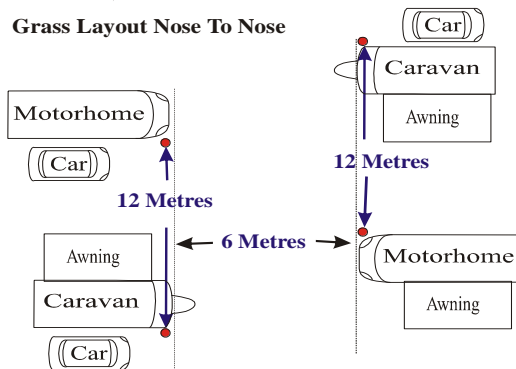 Grass Layout Nose To Nose
Car
Caravan
Awning
Motorhome
Car
12 Metres
12 Metres
6 Metres
Awning
Caravan
Car
Motorhome
Awning